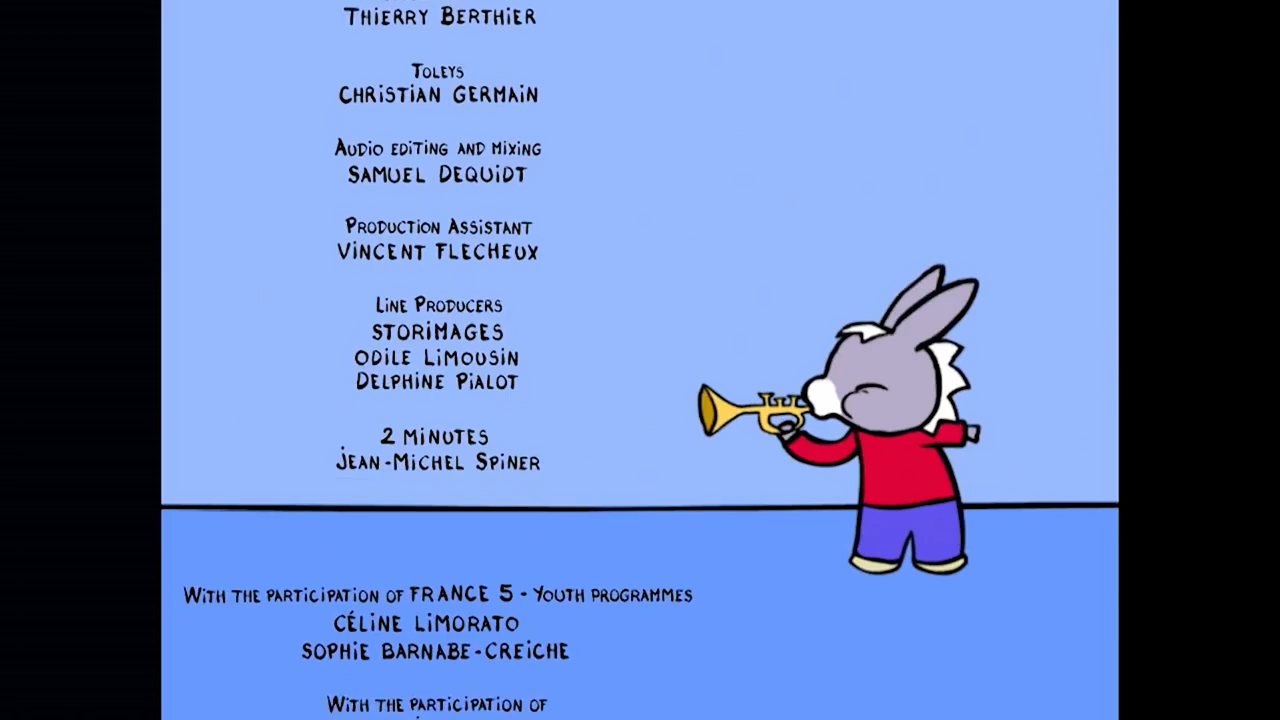 THIERRY BERTHIER
TOLEYS
CHRISTIAN GERMAIN
AUDIO EDITING AND MIXING
SAMUEL DEQUIDT
PRODUCTION ASSISTANT
VINCENT FLECHEUX
LINE PRODUCERS
STORIMAGES
ODILE LIMOUSIN
DELPHINE PIALOT
2 MINUTES
JEAN-MICHEL SPINER
WITH THE PARTICIPATION OF FRANCE 5 - YOUTH PROGRAMMES
CÉLINE LIMORATO
SOPHIE BARNABE-CREICHE
WITH THE PARTICIPATION OF